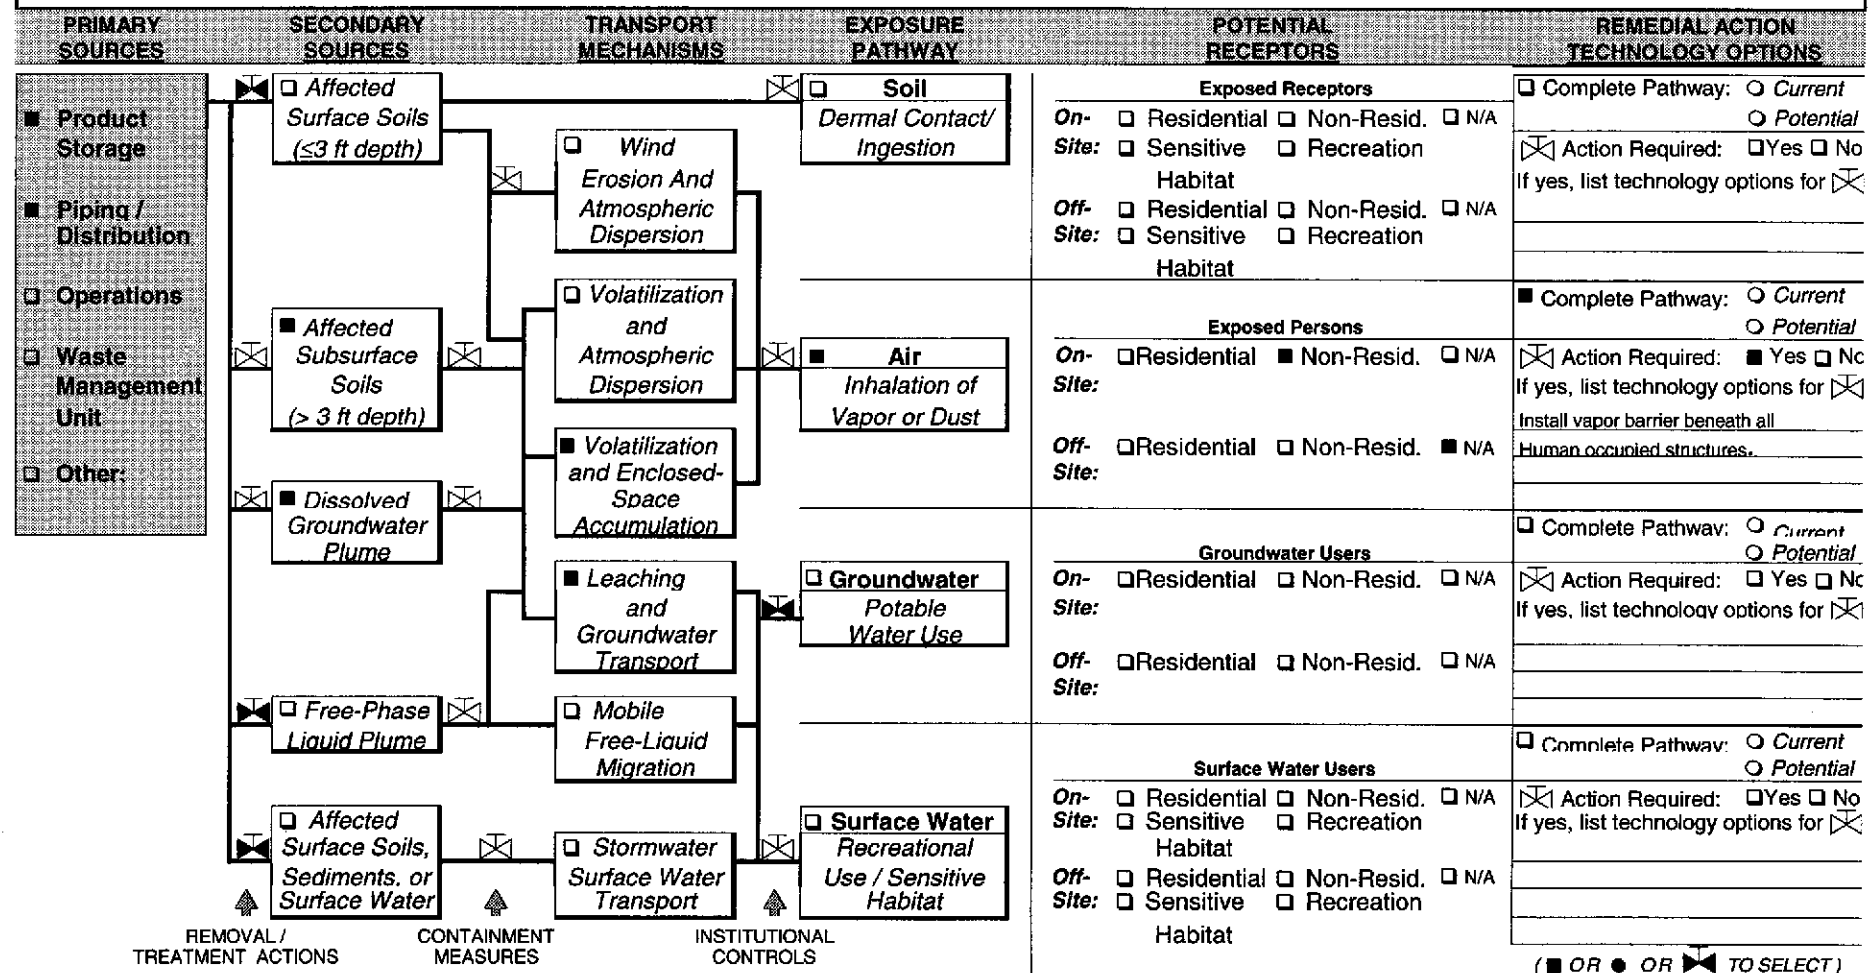 PRIMARY SOURCES
SECONDARY SOURCES
TRANSPORT MECHANISMS
EXPOSURE PATHWAY
POTENTIAL RECEPTORS
REMEDIAL ACTION TECHNOLOGY OPTIONS
■ Product
Storage
■ Piping /
Distribution
☐ Operations
☐ Waste
Management
Unit
☐ Other:
☐ Affected
Surface Soils
(≤3 ft depth)
■ Affected
Subsurface
Soils
(> 3 ft depth)
■ Dissolved
Groundwater
Plume
☐ Free-Phase
Liquid Plume
☐ Affected
Surface Soils,
Sediments. or
Surface Water
☐ Wind
Erosion And
Atmospheric
Dispersion
☐ Volatilization
and
Atmospheric
Dispersion
■ Volatilization
and Enclosed-
Space
Accumulation
■ Leaching
and
Groundwater
Transport
☐ Mobile
Free-Liquid
Migration
☐ Stormwater
Surface Water
Transport
☐ Soil
Dermal Contact/
Ingestion
■ Air
Inhalation of
Vapor or Dust
☐ Groundwater
Potable
Water Use
☐ Surface Water
Recreational
Use / Sensitive
Habitat
Exposed Receptors
On- ☐ Residential ☐ Non-Resid. ☐ N/A
Site: ☐ Sensitive ☐ Recreation
Habitat
Off- ☐ Residential ☐ Non-Resid. ☐ N/A
Site: ☐ Sensitive ☐ Recreation
Habitat
Exposed Persons
On- ☐Residential ■ Non-Resid. ☐ N/A
Site:
Off- ☐Residential ☐ Non-Resid. ■ N/A
Site:
Groundwater Users
On- ☐Residential ☐ Non-Resid. ☐ N/A
Site:
Off- ☐Residential ☐ Non-Resid. ☐ N/A
Site:
Surface Water Users
On- ☐ Residential ☐ Non-Resid. ☐ N/A
Site: ☐ Sensitive ☐ Recreation
Habitat
Off- ☐ Residential ☐ Non-Resid. ☐ N/A
Site: ☐ Sensitive ☐ Recreation
Habitat
☐ Complete Pathway: ○ Current
○ Potential
Action Required: ☐Yes ☐ No
If yes, list technology options for
■ Complete Pathway: ○ Current
○ Potential
Action Required: ■ Yes ☐ No
If yes, list technology options for
Install vapor barrier beneath all
Human occupied structures.
☐ Complete Pathway: ○ Current
○ Potential
Action Required: ☐ Yes ☐ No
If yes, list technology options for
☐ Complete Pathway: ○ Current
○ Potential
Action Required: ☐Yes ☐ No
If yes, list technology options for
REMOVAL /
TREATMENT ACTIONS
CONTAINMENT
MEASURES
INSTITUTIONAL
CONTROLS
( ■ OR ● OR TO SELECT )